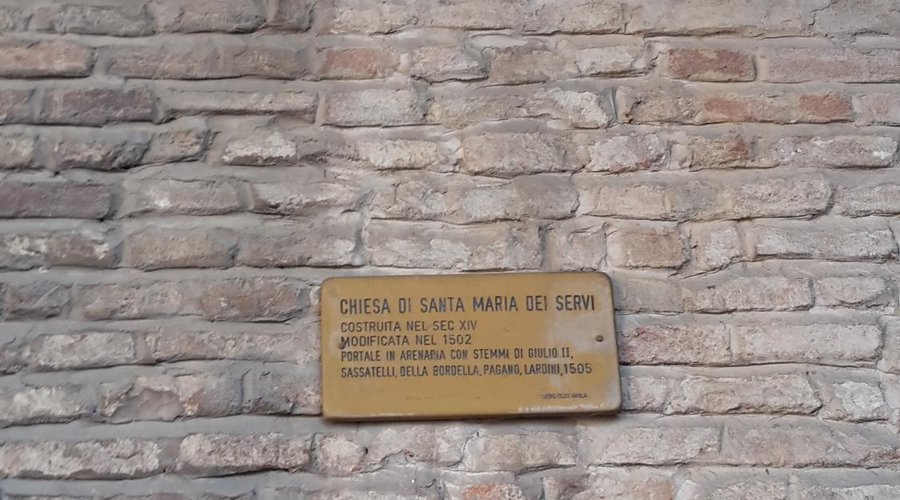 CHIESA DI SANTA MARIA DEI SERVI
COSTRUITA NEL SEC XIV
MODIFICATA NEL 1502
PORTALE IN ARENARIA CON STEMMI DI GIULIO II,
SASSATELLI, DELLA BORDELLA, PAGANO, LARDINI, 1505